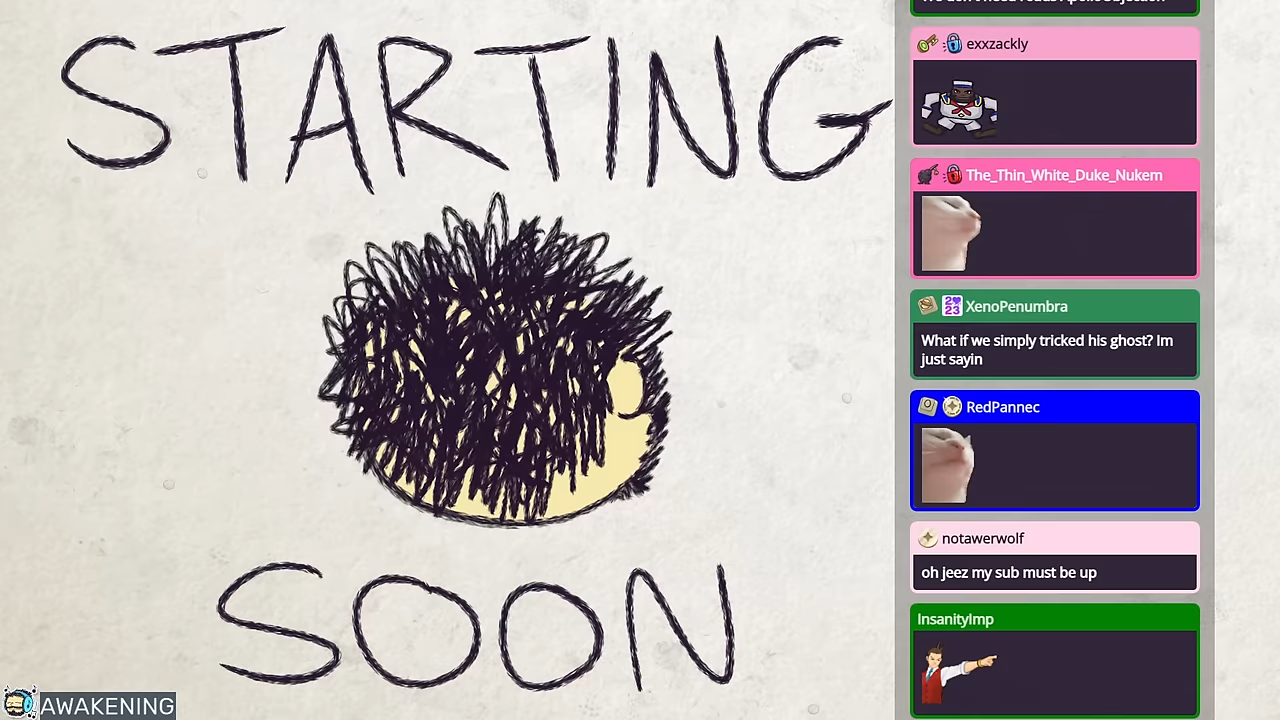 STARTING
SOON
AWAKENING
exxzackly
The_Thin_White_Duke_Nukem
2023
XenoPenumbra
What if we simply tricked his ghost? Im
just sayin
RedPannec
notawerwolf
oh jeez my sub must be up
InsanityImp